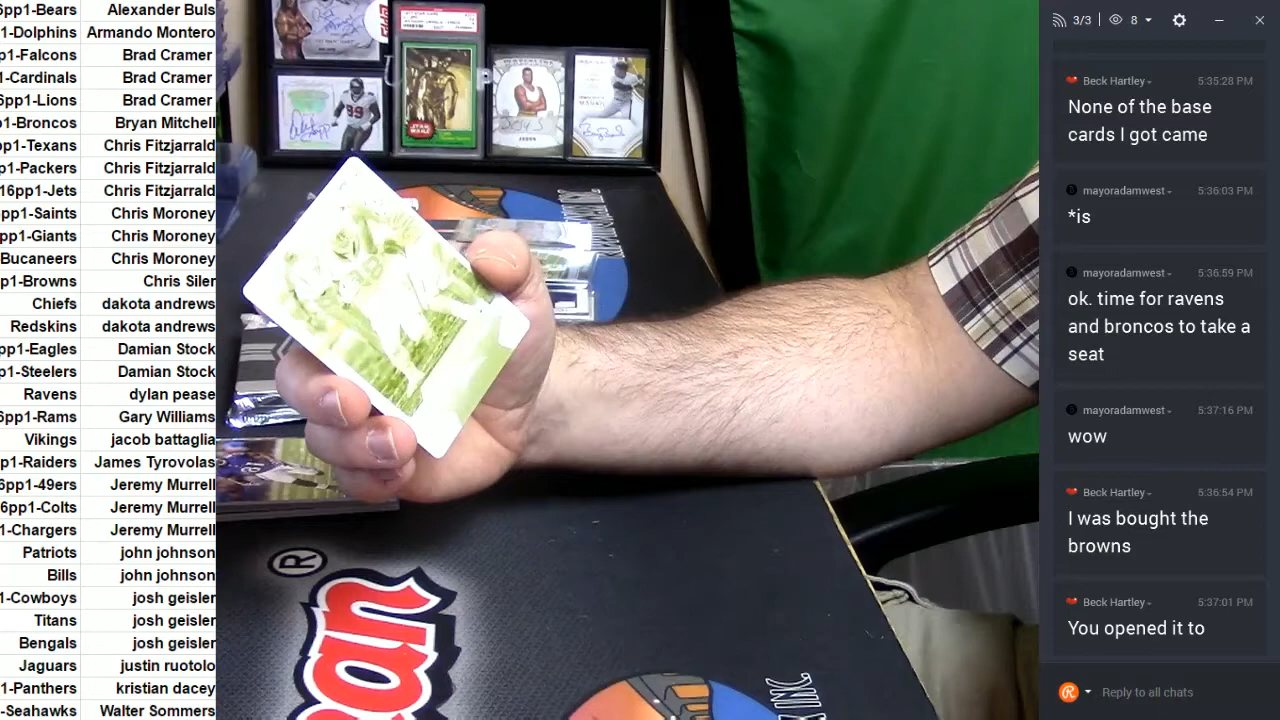 6pp1-Bears Alexander Buls
1-Dolphins Armando Montero
p1-Falcons Brad Cramer
1-Cardinals Brad Cramer
6pp1-Lions Brad Cramer
p1-Broncos Bryan Mitchell
pp1-Texans Chris Fitzjarrald
p1-Packers Chris Fitzjarrald
16pp1-Jets Chris Fitzjarrald
pp1-Saints Chris Moroney
pp1-Giants Chris Moroney
Bucaneers Chris Moroney
p1-Browns Chris Siler
Chiefs dakota andrews
Redskins dakota andrews
pp1-Eagles Damian Stock
p1-Steelers Damian Stock
Ravens dylan pease
6pp1-Rams Gary Williams
Vikings jacob battaglia
p1-Raiders James Tyrovolas
6pp1-49ers Jeremy Murrell
6pp1-Colts Jeremy Murrell
1-Chargers Jeremy Murrell
Patriots john johnson
Bills john johnson
1-Cowboys josh geisler
Titans josh geisler
Bengals josh geisler
Jaguars justin ruotolo
1-Panthers kristian dacey
-Seahawks Walter Sommers
STAR
WARS
®
an
INC.
3/3 8
Beck Hartley 5:35:28 PM
None of the base
cards I got came
mayoradamwest 5:36:03 PM
*is
mayoradamwest 5:36:59 PM
ok. time for ravens
and broncos to take a
seat
mayoradamwest 5:37:16 PM
wow
Beck Hartley 5:36:54 PM
I was bought the
browns
Beck Hartley 5:37:01 PM
You opened it to
Reply to all chats